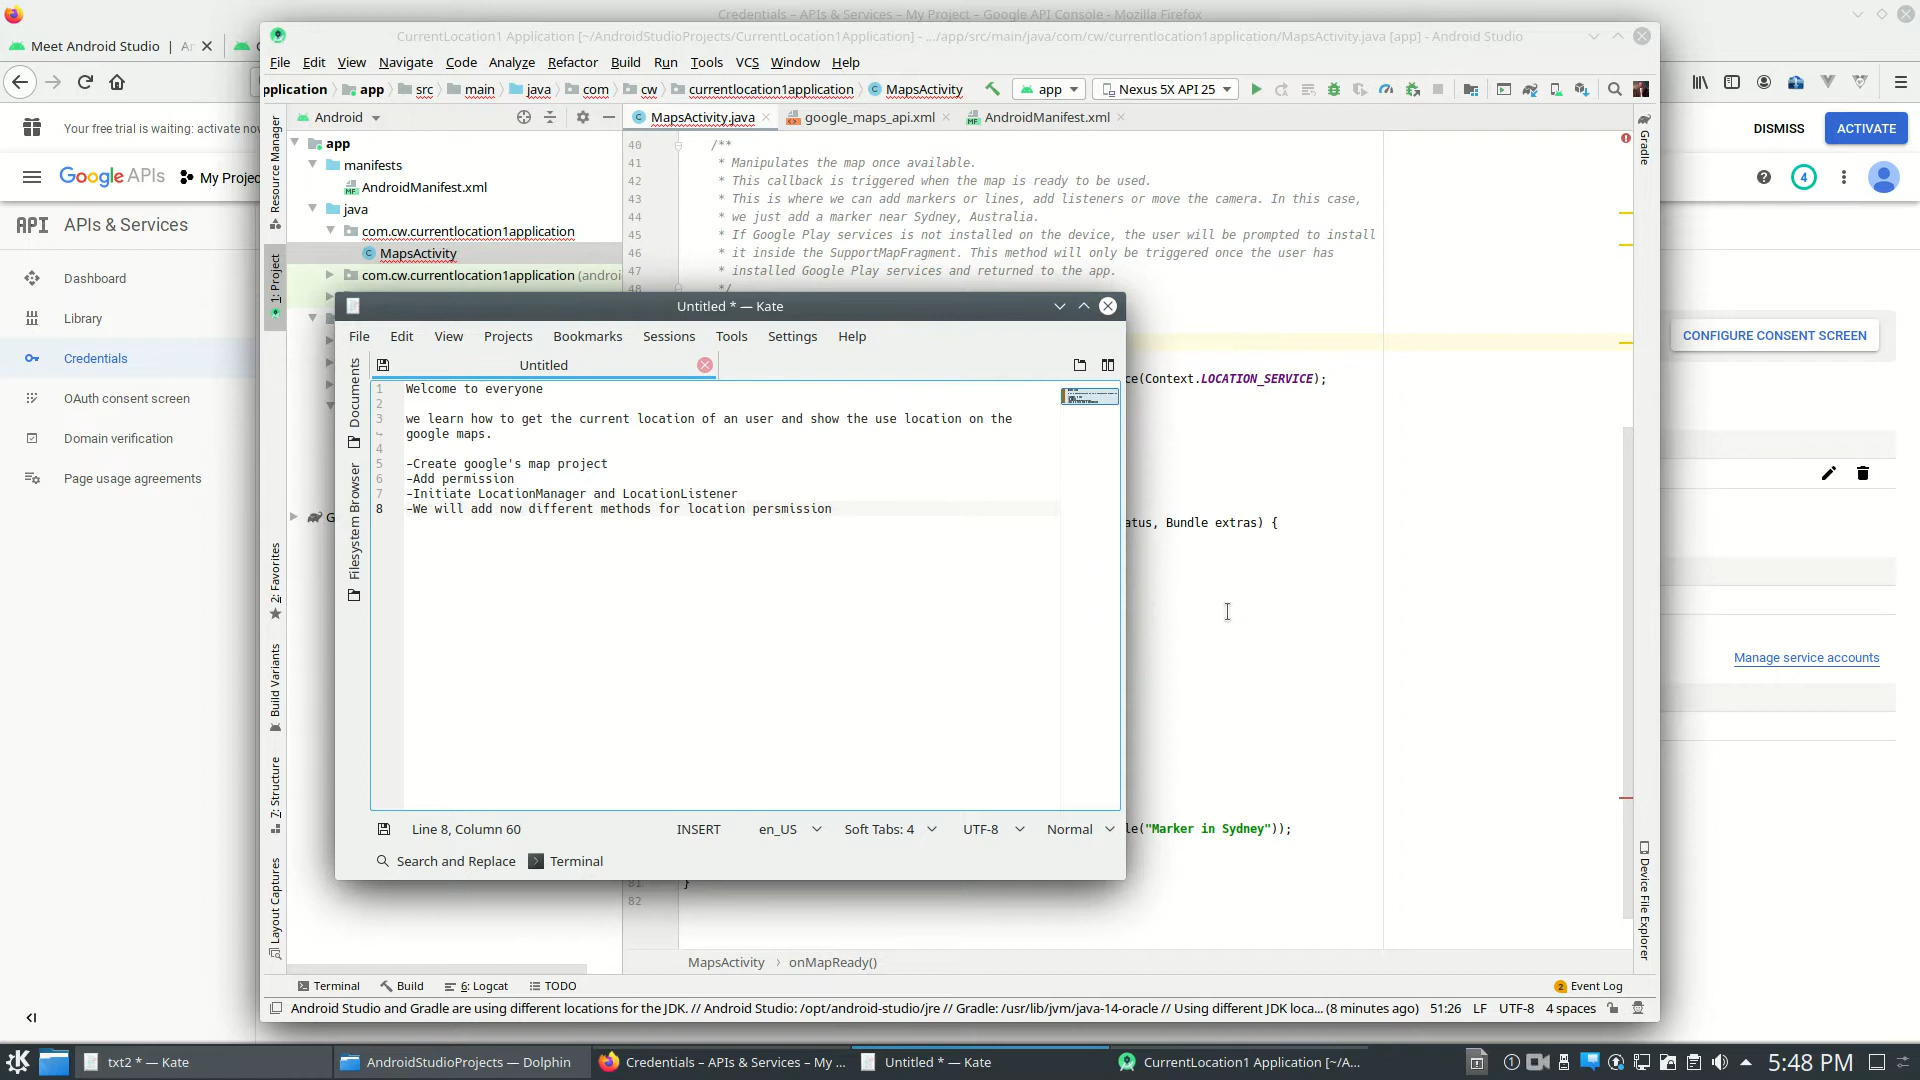 Credentials – APIs & Services – My Project – Google API Console - Mozilla Firefox
Meet Android Studio | Ar
CurrentLocation1 Application [~/AndroidStudioProjects/CurrentLocation1Application] - .../app/src/main/java/com/cw/currentlocation1application/MapsActivity.java [app] - Android Studio
File Edit View Navigate Code Analyze Refactor Build Run Tools VCS Window Help
pplication app src main java com cw currentlocation1application MapsActivity app Nexus 5X API 25
Your free trial is waiting: activate now
DISMISS ACTIVATE
Google APIs My Projec
4
API APIs & Services
Dashboard
Library
Credentials
OAuth consent screen
Domain verification
Page usage agreements
Resource Manager
1: Project
2: Favorites
Build Variants
7: Structure
Layout Captures
Android
app
manifests
AndroidManifest.xml
java
com.cw.currentlocation1application
MapsActivity
com.cw.currentlocation1application (androi
G
MapsActivity.java google_maps_api.xml AndroidManifest.xml
40 /**
41 * Manipulates the map once available.
42 * This callback is triggered when the map is ready to be used.
43 * This is where we can add markers or lines, add listeners or move the camera. In this case,
44 * we just add a marker near Sydney, Australia.
45 * If Google Play services is not installed on the device, the user will be prompted to install
46 * it inside the SupportMapFragment. This method will only be triggered once the user has
47 * installed Google Play services and returned to the app.
48 */
ce(Context.LOCATION_SERVICE);
atus, Bundle extras) {
le("Marker in Sydney"));
81 }
82
MapsActivity › onMapReady()
Gradle
Device File Explorer
CONFIGURE CONSENT SCREEN
Manage service accounts
Untitled * — Kate
File Edit View Projects Bookmarks Sessions Tools Settings Help
Documents
Filesystem Browser
Untitled
1 Welcome to everyone
2
3 we learn how to get the current location of an user and show the use location on the
google maps.
4
5 -Create google's map project
6 -Add permission
7 -Initiate LocationManager and LocationListener
8 -We will add now different methods for location persmission
Line 8, Column 60 INSERT en_US Soft Tabs: 4 UTF-8 Normal
Search and Replace Terminal
Terminal Build 6: Logcat TODO 2 Event Log
Android Studio and Gradle are using different locations for the JDK. // Android Studio: /opt/android-studio/jre // Gradle: /usr/lib/jvm/java-14-oracle // Using different JDK loca... (8 minutes ago) 51:26 LF UTF-8 4 spaces
txt2 * — Kate AndroidStudioProjects — Dolphin Credentials – APIs & Services – My ... Untitled * — Kate CurrentLocation1 Application [~/A... 5:48 PM